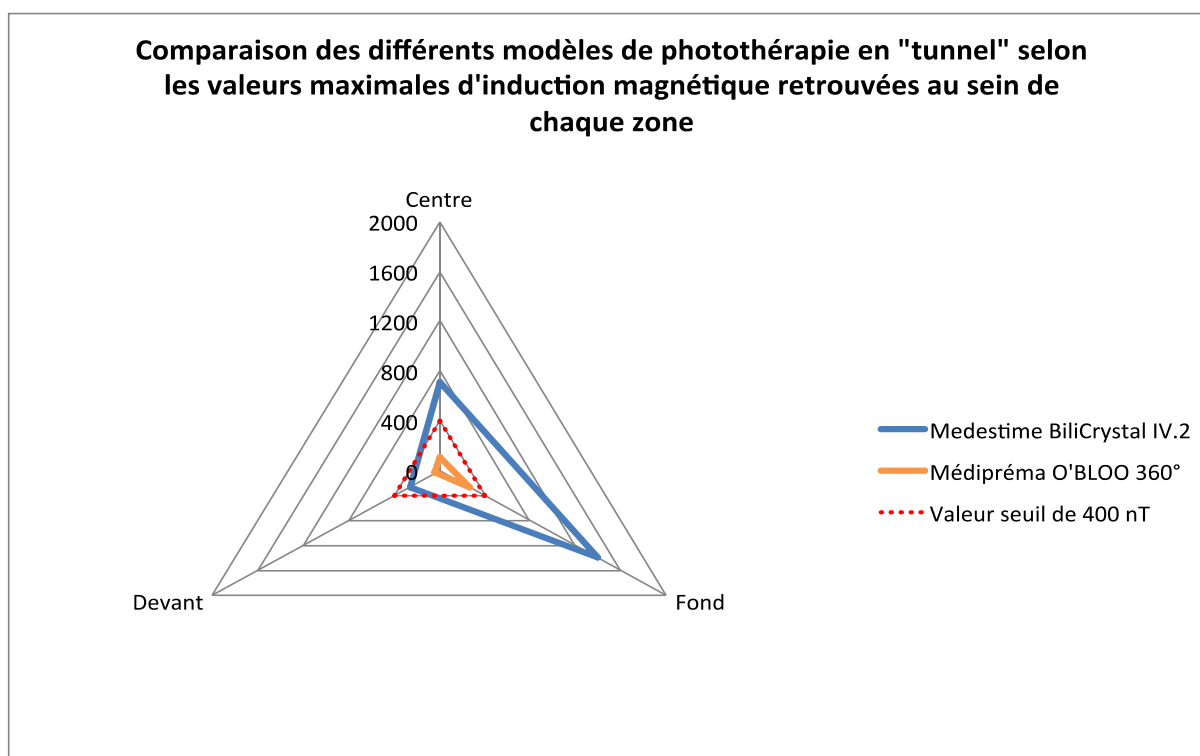 Comparaison des différents modèles de photothérapie en "tunnel" selon
les valeurs maximales d'induction magnétique retrouvées au sein de
chaque zone
Centre
2000
1600
1200
800
400
0
Devant
Fond
Medestime BiliCrystal IV.2
Médipréma O'BLOO 360°
Valeur seuil de 400 nT